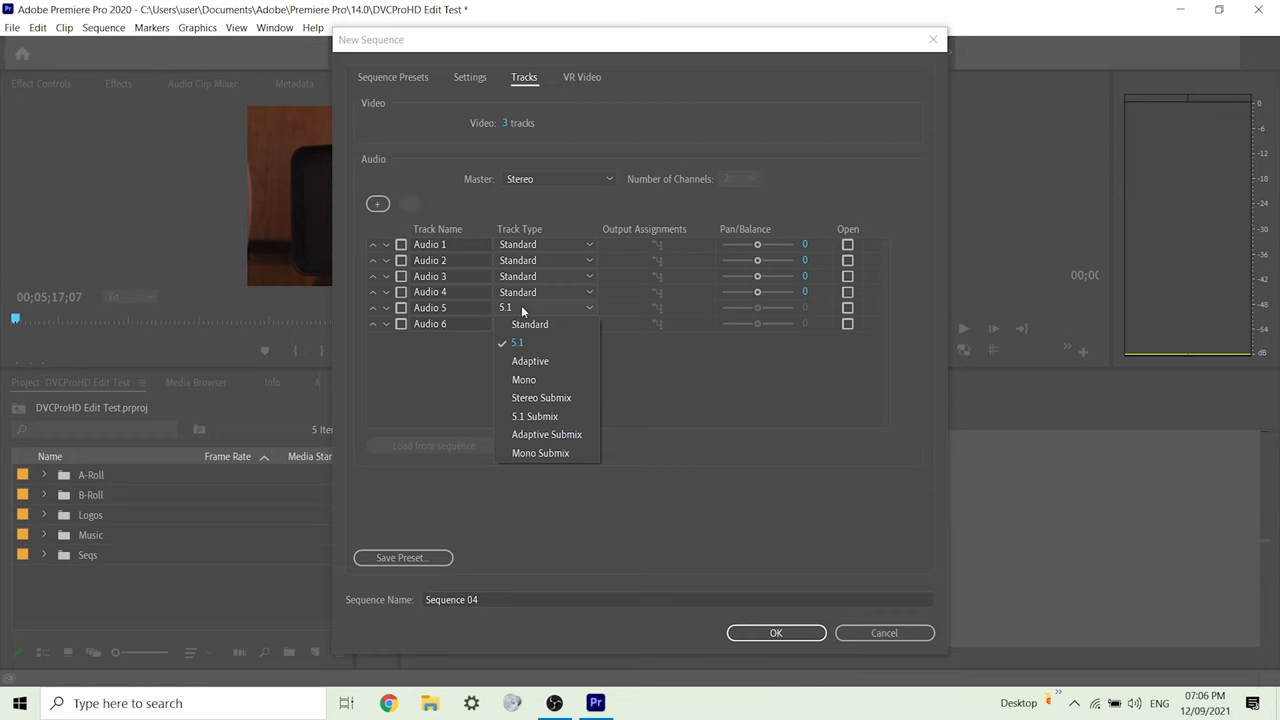 Adobe Premiere Pro 2020 - C:\Users\user\Documents\Adobe\Premiere Pro\14.0\DVCProHD Edit Test *
File Edit Clip Sequence Markers Graphics View Window Help
New Sequence
Effect Controls Effects Audio Clip Mixer Metadata
Sequence Presets Settings Tracks VR Video
Video
Video: 3 tracks
Audio
Master: Stereo Number of Channels: 2
Track Name Track Type Output Assignments Pan/Balance Open
Audio 1 Standard 0
Audio 2 Standard 0
Audio 3 Standard 0
Audio 4 Standard 0
Audio 5 5.1 0
Audio 6 0
Standard
5.1
Adaptive
Mono
Stereo Submix
5.1 Submix
Adaptive Submix
Mono Submix
Load from sequence...
Save Preset...
Sequence Name: Sequence 04
OK Cancel
00;05;17;07 Fit
00;00;
0
-6
-12
-18
-24
-30
-36
-42
-48
-54
dB
Project: DVCProHD Edit Test Media Browser Info
DVCProHD Edit Test.prproj
5 Iter
Name Frame Rate Media Star
A-Roll
B-Roll
Logos
Music
Seqs
Type here to search
Desktop ENG
07:06 PM
12/09/2021